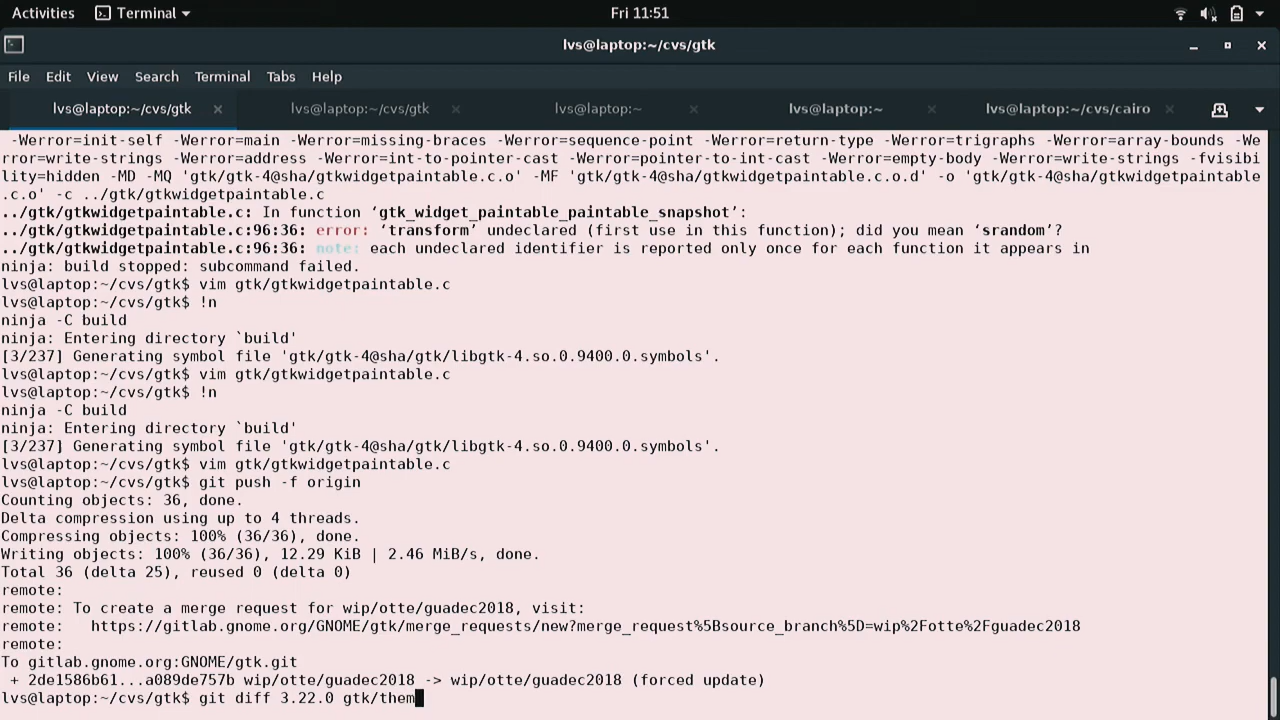 Activities Terminal Fri 11:51
lvs@laptop:~/cvs/gtk
File Edit View Search Terminal Tabs Help
lvs@laptop:~/cvs/gtk × lvs@laptop:~/cvs/gtk × lvs@laptop:~ × lvs@laptop:~ × lvs@laptop:~/cvs/cairo ×
-Werror=init-self -Werror=main -Werror=missing-braces -Werror=sequence-point -Werror=return-type -Werror=trigraphs -Werror=array-bounds -We
rror=write-strings -Werror=address -Werror=int-to-pointer-cast -Werror=pointer-to-int-cast -Werror=empty-body -Werror=write-strings -fvisibi
lity=hidden -MD -MQ 'gtk/gtk-4@sha/gtkwidgetpaintable.c.o' -MF 'gtk/gtk-4@sha/gtkwidgetpaintable.c.o.d' -o 'gtk/gtk-4@sha/gtkwidgetpaintable
.c.o' -c ../gtk/gtkwidgetpaintable.c
../gtk/gtkwidgetpaintable.c: In function ‘gtk_widget_paintable_paintable_snapshot’:
../gtk/gtkwidgetpaintable.c:96:36: error: ‘transform’ undeclared (first use in this function); did you mean ‘srandom’?
../gtk/gtkwidgetpaintable.c:96:36: note: each undeclared identifier is reported only once for each function it appears in
ninja: build stopped: subcommand failed.
lvs@laptop:~/cvs/gtk$ vim gtk/gtkwidgetpaintable.c
lvs@laptop:~/cvs/gtk$ !n
ninja -C build
ninja: Entering directory `build'
[3/237] Generating symbol file 'gtk/gtk-4@sha/gtk/libgtk-4.so.0.9400.0.symbols'.
lvs@laptop:~/cvs/gtk$ vim gtk/gtkwidgetpaintable.c
lvs@laptop:~/cvs/gtk$ !n
ninja -C build
ninja: Entering directory `build'
[3/237] Generating symbol file 'gtk/gtk-4@sha/gtk/libgtk-4.so.0.9400.0.symbols'.
lvs@laptop:~/cvs/gtk$ vim gtk/gtkwidgetpaintable.c
lvs@laptop:~/cvs/gtk$ git push -f origin
Counting objects: 36, done.
Delta compression using up to 4 threads.
Compressing objects: 100% (36/36), done.
Writing objects: 100% (36/36), 12.29 KiB | 2.46 MiB/s, done.
Total 36 (delta 25), reused 0 (delta 0)
remote:
remote: To create a merge request for wip/otte/guadec2018, visit:
remote:   https://gitlab.gnome.org/GNOME/gtk/merge_requests/new?merge_request%5Bsource_branch%5D=wip%2Fotte%2Fguadec2018
remote:
To gitlab.gnome.org:GNOME/gtk.git
+ 2de1586b61...a089de757b wip/otte/guadec2018 -> wip/otte/guadec2018 (forced update)
lvs@laptop:~/cvs/gtk$ git diff 3.22.0 gtk/them